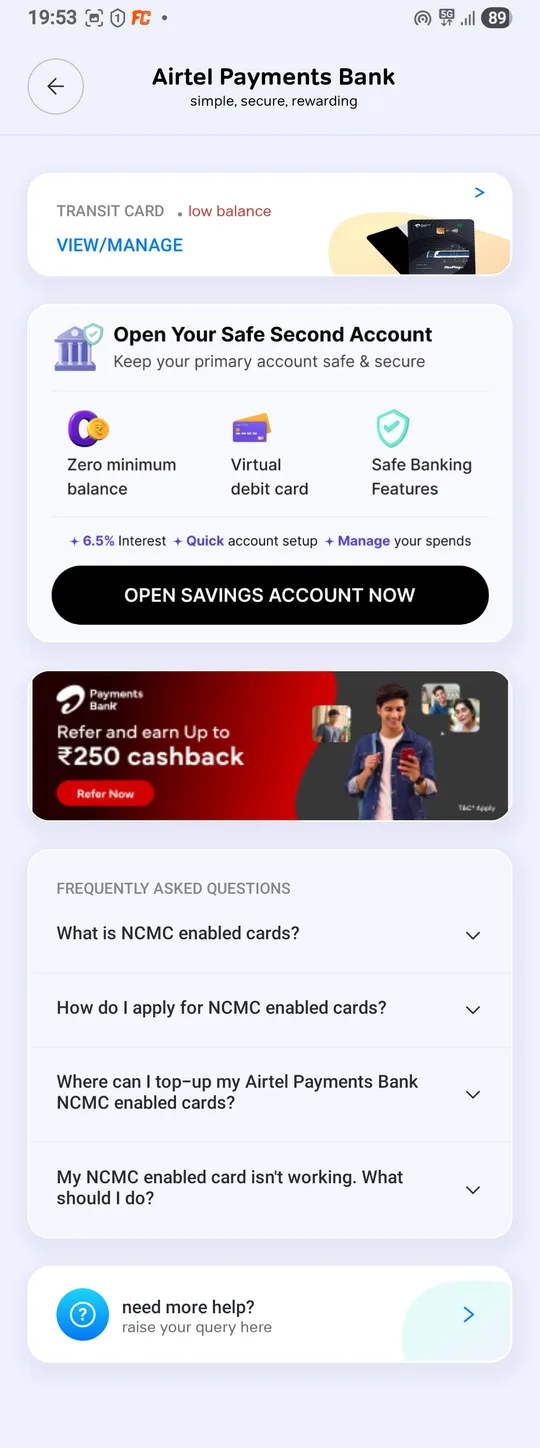 19:53 1 FC 5G 89
Airtel Payments Bank
simple, secure, rewarding
TRANSIT CARD • low balance
VIEW/MANAGE
Open Your Safe Second Account
Keep your primary account safe & secure
Zero minimum
balance
Virtual
debit card
Safe Banking
Features
6.5% Interest Quick account setup Manage your spends
OPEN SAVINGS ACCOUNT NOW
Payments
Bank
Refer and earn Up to
₹250 cashback
Refer Now
T&C* Apply
FREQUENTLY ASKED QUESTIONS
What is NCMC enabled cards?
How do I apply for NCMC enabled cards?
Where can I top-up my Airtel Payments Bank
NCMC enabled cards?
My NCMC enabled card isn't working. What
should I do?
need more help?
raise your query here